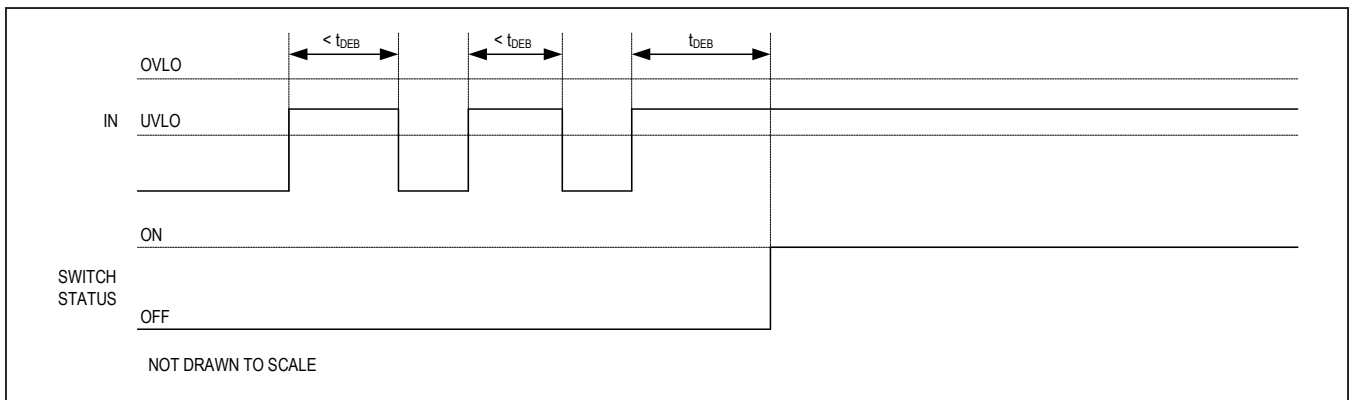 < tDEB
< tDEB
tDEB
OVLO
IN
UVLO
ON
SWITCH
STATUS
OFF
NOT DRAWN TO SCALE